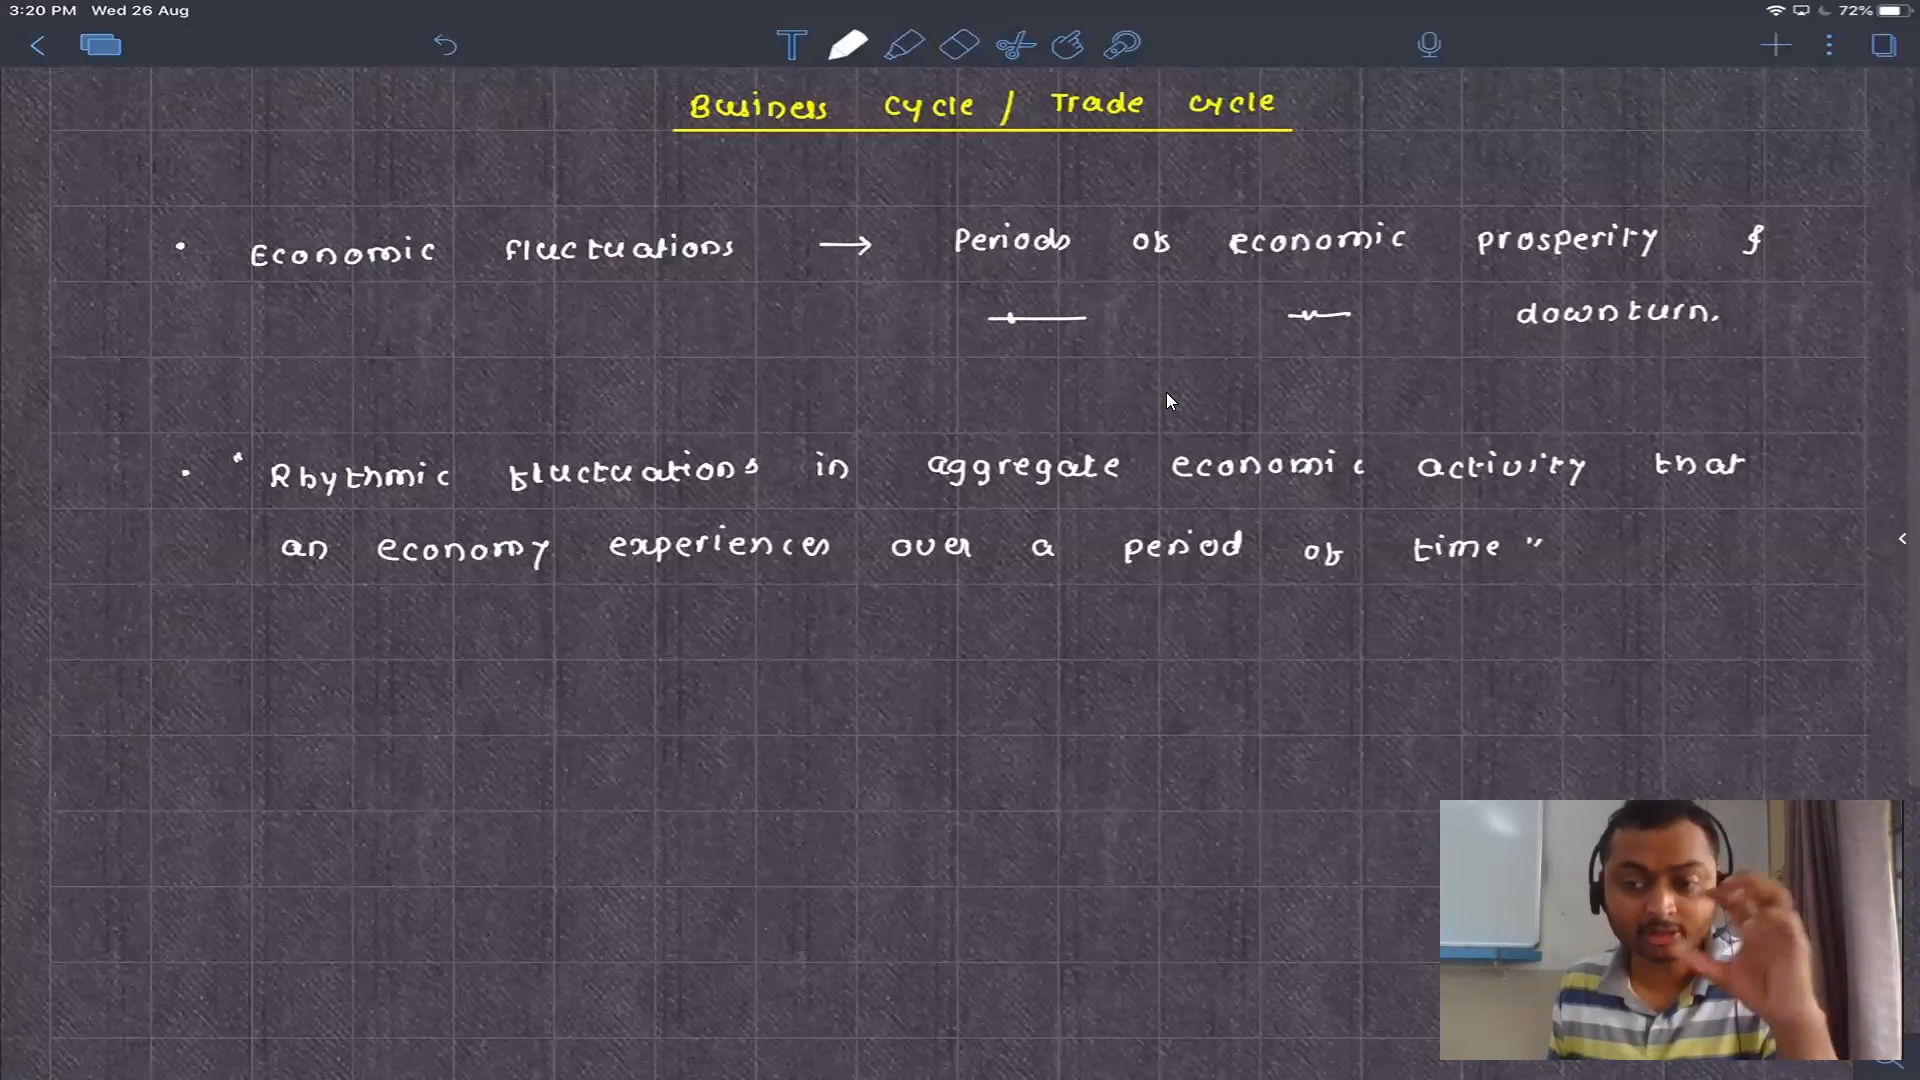 3:20 PM Wed 26 Aug
72%
T
Business cycle / Trade cycle
• Economic fluctuations → Periods of economic prosperity &
downturn.
• "Rhythmic fluctuations in aggregate economic activity that
an economy experiences over a period of time"